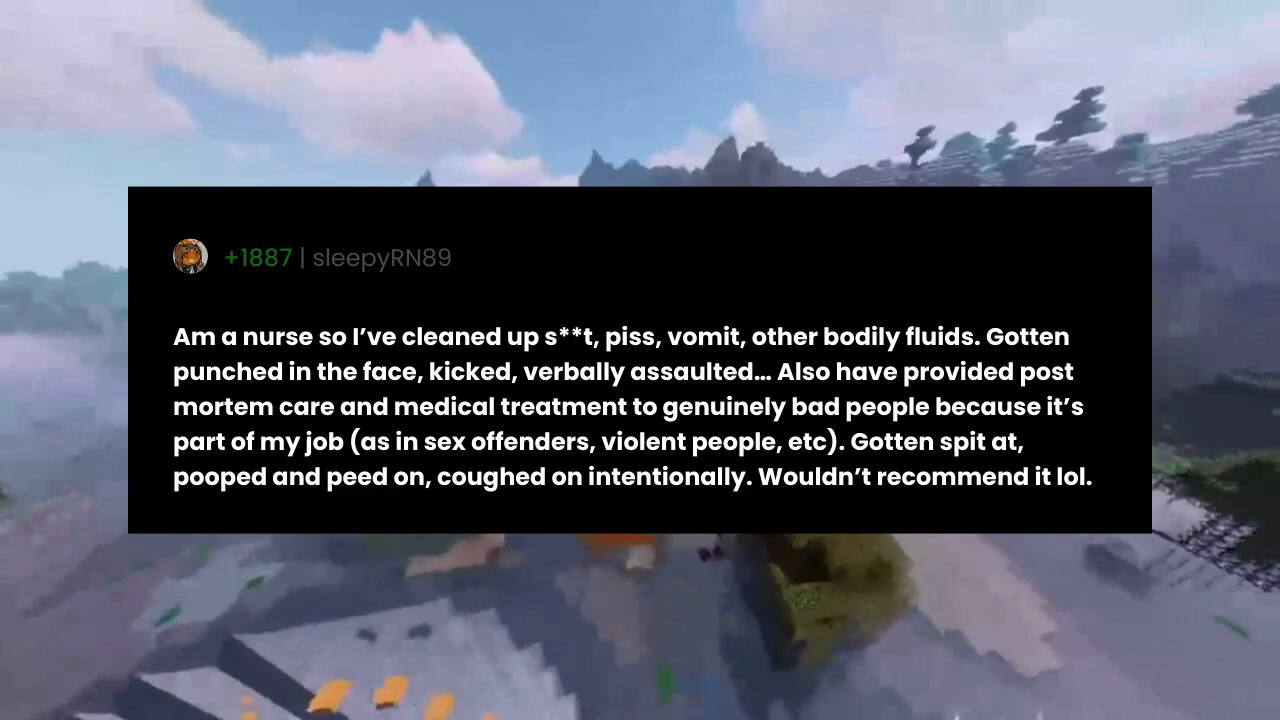 +1887 | sleepyRN89
Am a nurse so I’ve cleaned up s**t, piss, vomit, other bodily fluids. Gotten
punched in the face, kicked, verbally assaulted… Also have provided post
mortem care and medical treatment to genuinely bad people because it’s
part of my job (as in sex offenders, violent people, etc). Gotten spit at,
pooped and peed on, coughed on intentionally. Wouldn’t recommend it lol.